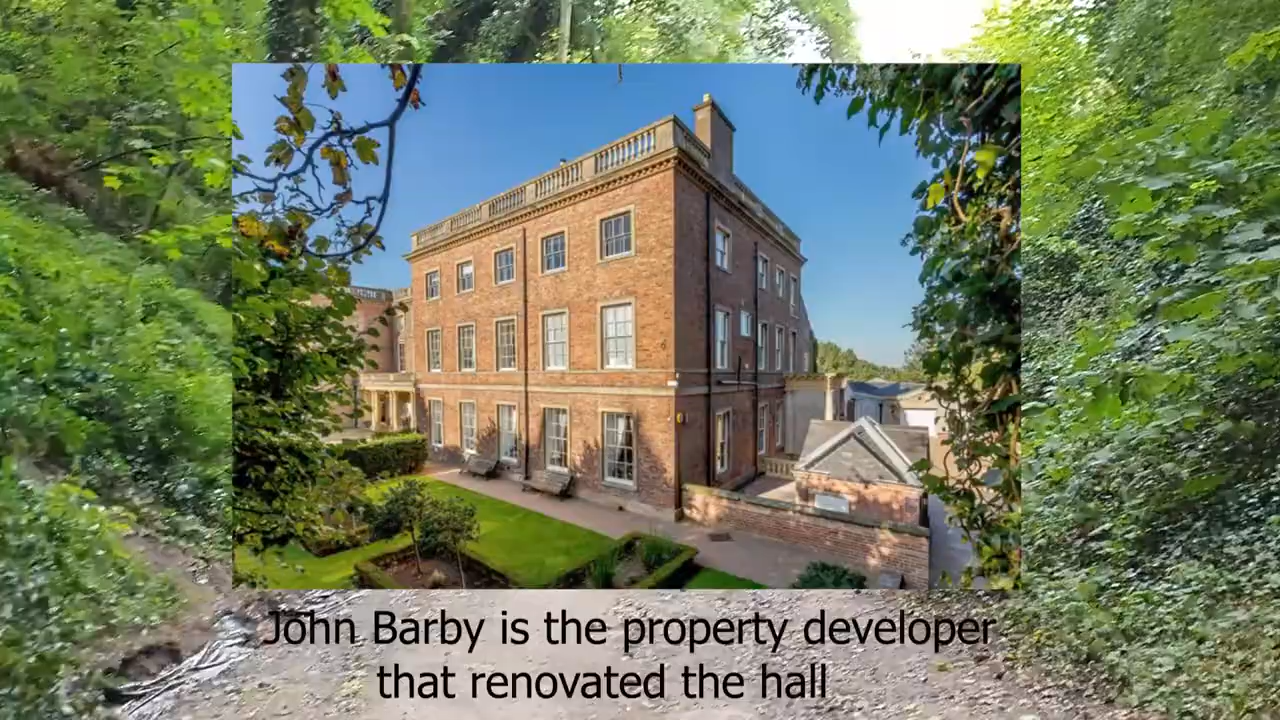 John Barby is the property developer
that renovated the hall